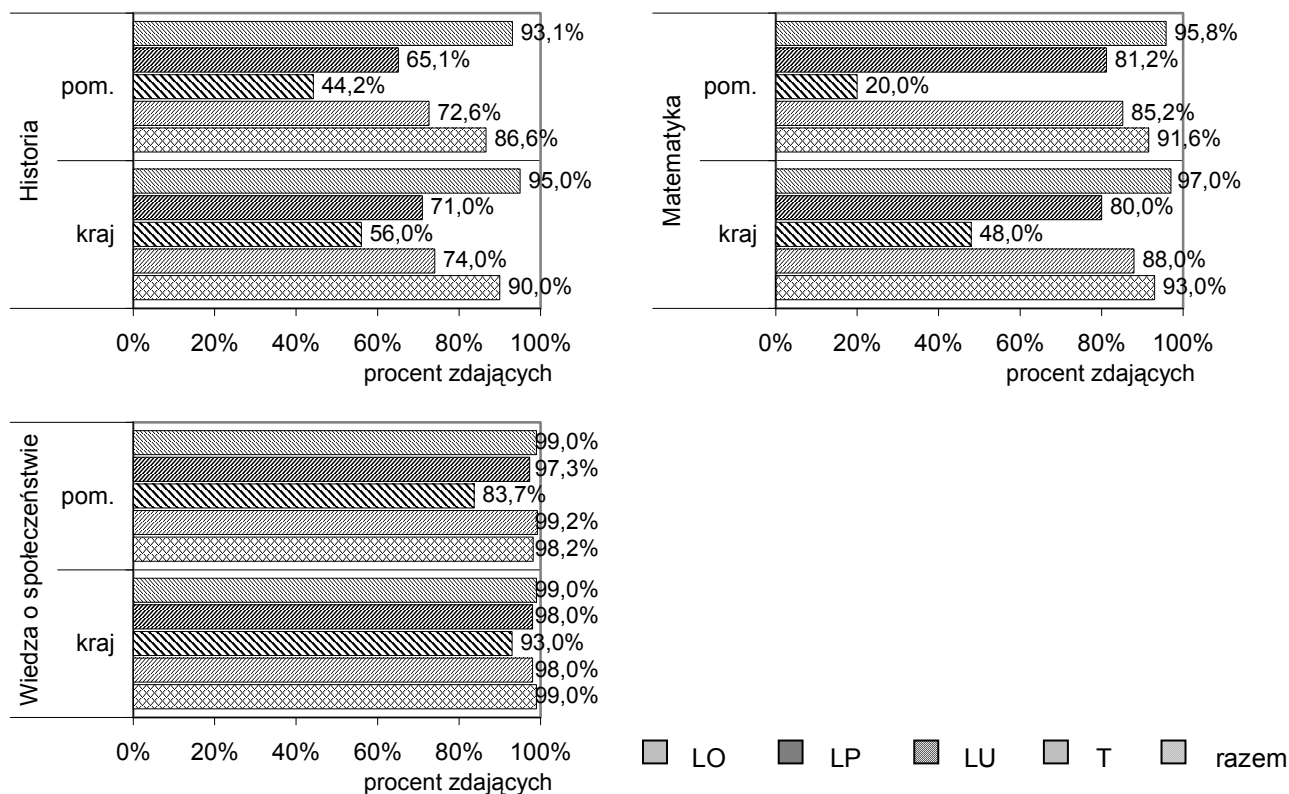 Historia
pom.
93,1%
65,1%
44,2%
72,6%
86,6%
kraj
95,0%
71,0%
56,0%
74,0%
90,0%
0% 20% 40% 60% 80% 100%
procent zdających
Matematyka
pom.
95,8%
81,2%
20,0%
85,2%
91,6%
kraj
97,0%
80,0%
48,0%
88,0%
93,0%
0% 20% 40% 60% 80% 100%
procent zdających
Wiedza o społeczeństwie
pom.
99,0%
97,3%
83,7%
99,2%
98,2%
kraj
99,0%
98,0%
93,0%
98,0%
99,0%
0% 20% 40% 60% 80% 100%
procent zdających
LO LP LU T razem